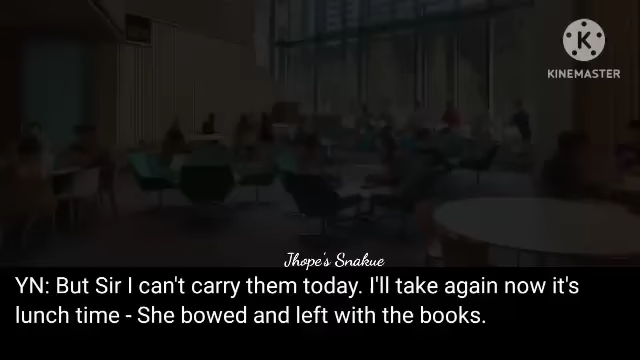 KINEMASTER
Jhope's Snakue
YN: But Sir I can't carry them today. I'll take again now it's
lunch time - She bowed and left with the books.